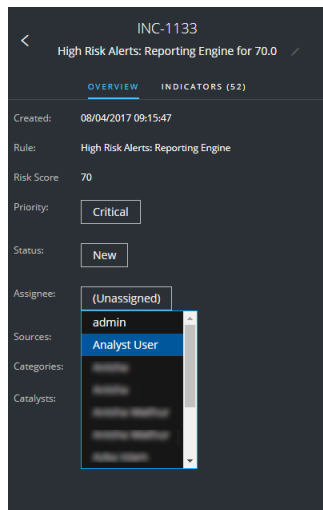 INC-1133
High Risk Alerts: Reporting Engine for 70.0
OVERVIEW INDICATORS (52)
Created: 08/04/2017 09:15:47
Rule: High Risk Alerts: Reporting Engine
Risk Score 70
Priority: Critical
Status: New
Assignee: (Unassigned)
admin
Sources:
Analyst User
Categories:
Catalysts: